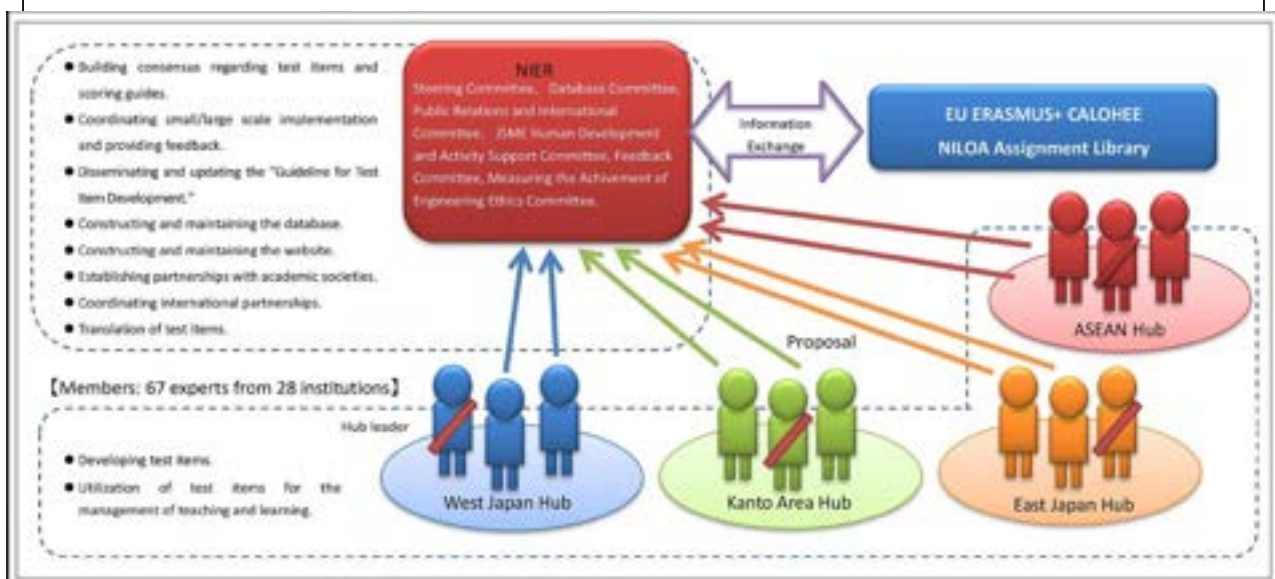 ● Building consensus regarding test items and
scoring guides.
● Coordinating small/large scale implementation
and providing feedback.
● Disseminating and updating the "Guideline for Test
Item Development."
● Constructing and maintaining the database.
● Constructing and maintaining the website.
● Establishing partnerships with academic societies.
● Coordinating international partnerships.
● Translation of test items.
NIER
Steering Committee, Database Committee,
Public Relations and International
Committee, JSME Human Development
and Activity Support Committee, Feedback
Committee, Measuring the Achivement of
Engineering Ethics Committee.
Information
Exchange
EU ERASMUS+ CALOHEE
NILOA Assignment Library
ASEAN Hub
Proposal
【Members: 67 experts from 28 institutions】
Hub leader
● Developing test items.
● Utilization of test items for the
management of teaching and learning.
West Japan Hub
Kanto Area Hub
East Japan Hub